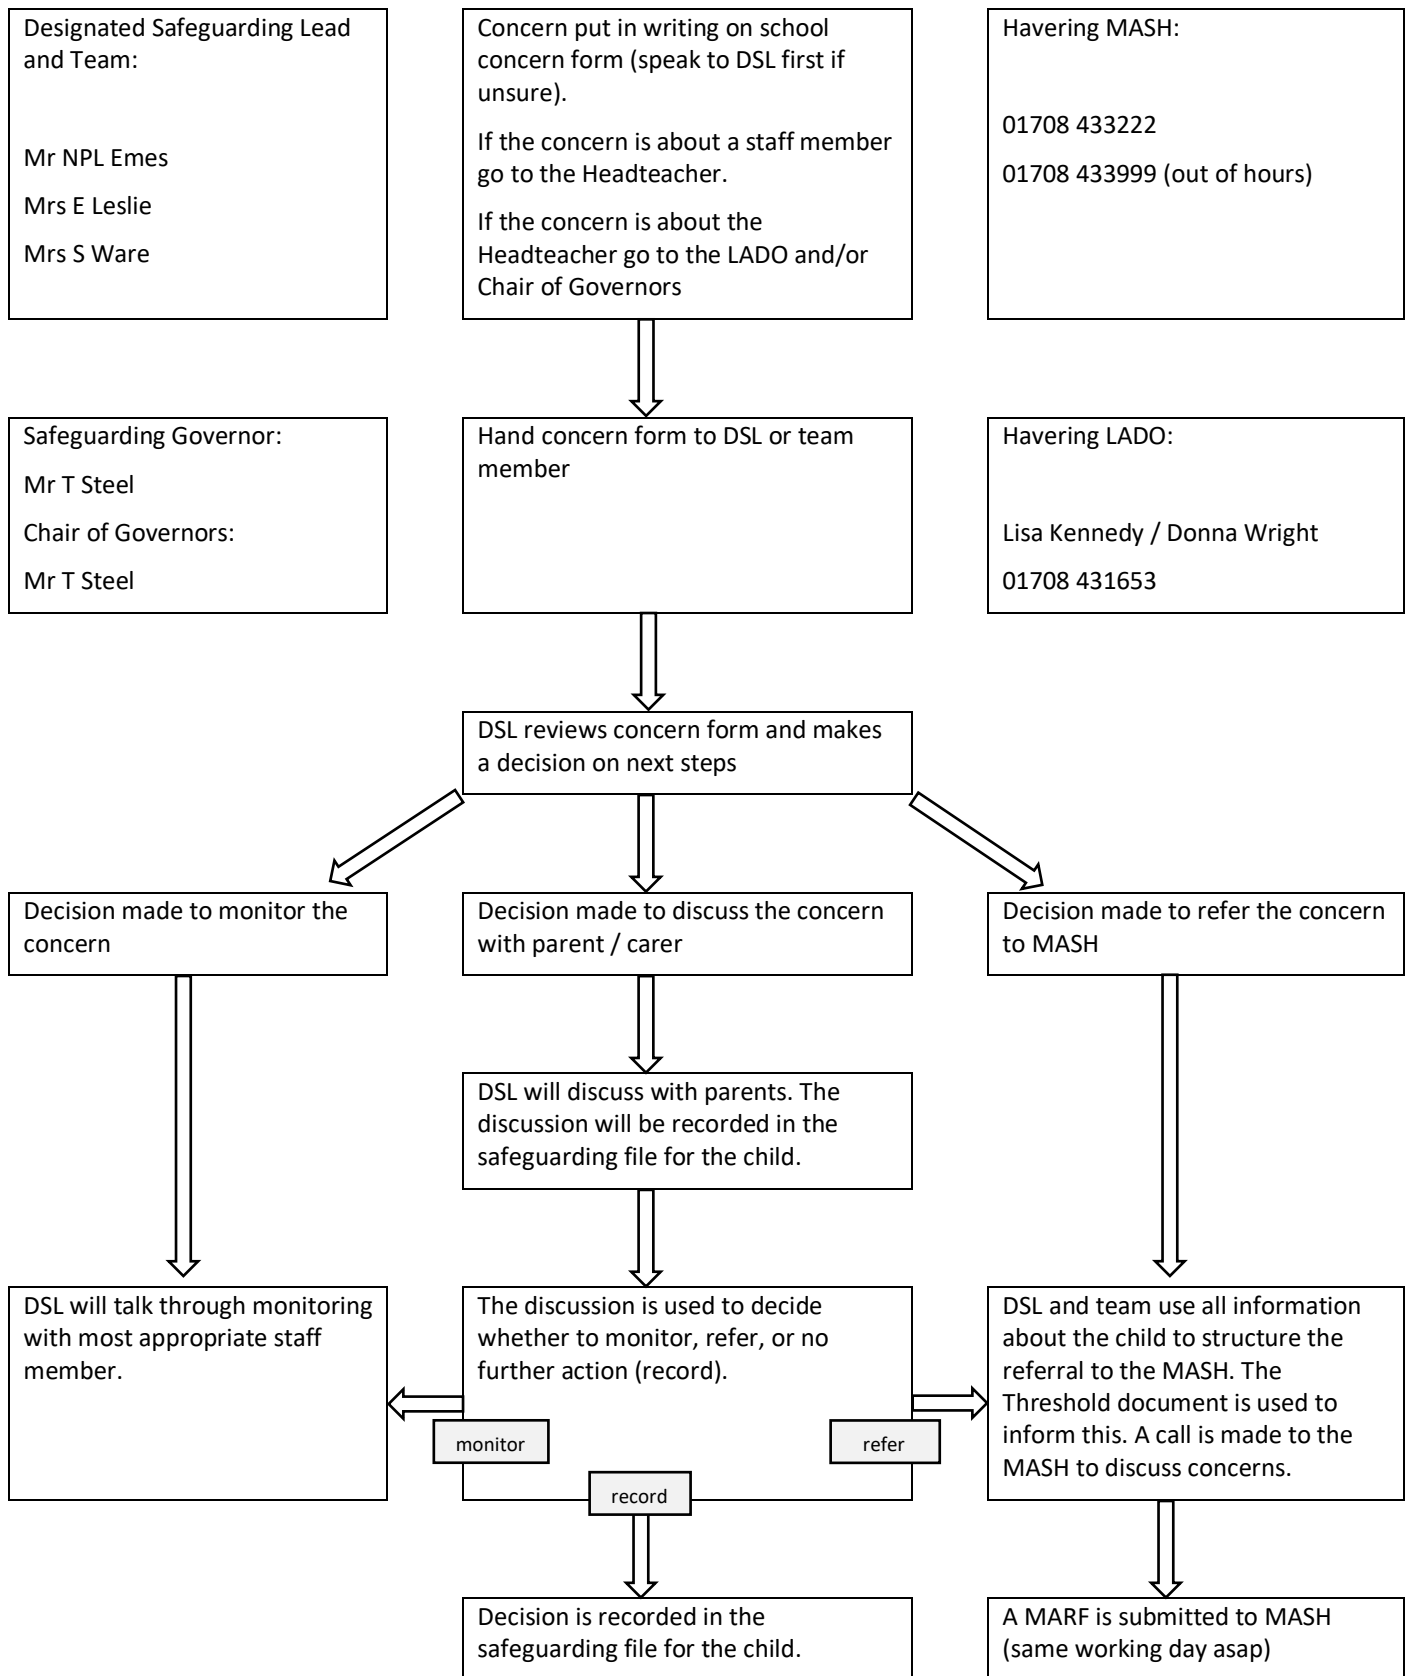 Designated Safeguarding Lead
and Team:
Mr NPL Emes
Mrs E Leslie
Mrs S Ware
Concern put in writing on school
concern form (speak to DSL first if
unsure).
If the concern is about a staff member
go to the Headteacher.
If the concern is about the
Headteacher go to the LADO and/or
Chair of Governors
Havering MASH:
01708 433222
01708 433999 (out of hours)
Safeguarding Governor:
Mr T Steel
Chair of Governors:
Mr T Steel
Hand concern form to DSL or team
member
Havering LADO:
Lisa Kennedy / Donna Wright
01708 431653
DSL reviews concern form and makes
a decision on next steps
Decision made to monitor the
concern
Decision made to discuss the concern
with parent / carer
Decision made to refer the concern
to MASH
DSL will discuss with parents. The
discussion will be recorded in the
safeguarding file for the child.
DSL will talk through monitoring
with most appropriate staff
member.
The discussion is used to decide
whether to monitor, refer, or no
further action (record).
monitor
refer
record
DSL and team use all information
about the child to structure the
referral to the MASH. The
Threshold document is used to
inform this. A call is made to the
MASH to discuss concerns.
Decision is recorded in the
safeguarding file for the child.
A MARF is submitted to MASH
(same working day asap)